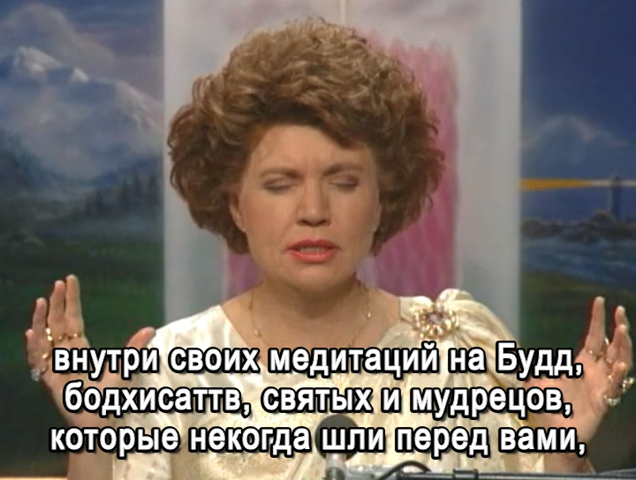 внутри своих медитаций на Будд,
бодхисаттв, святых и мудрецов,
которые некогда шли перед вами,